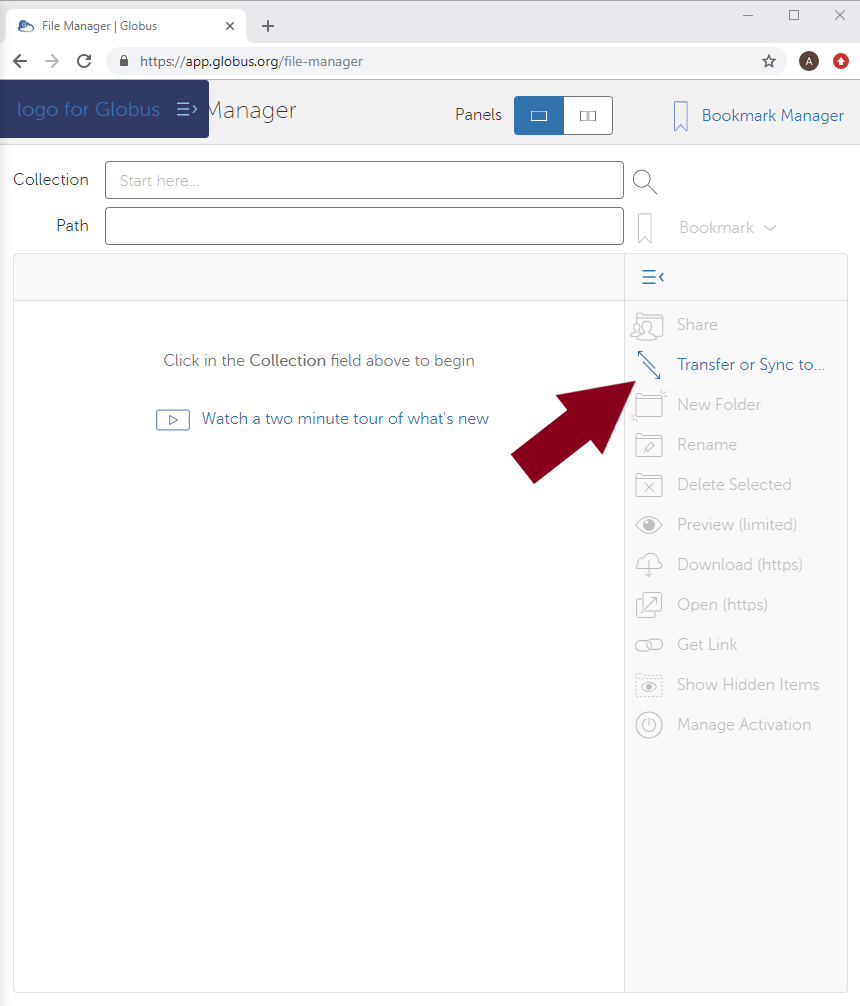 File Manager | Globus
https://app.globus.org/file-manager
A
logo for Globus
Manager
Panels
Bookmark Manager
Collection
Start here...
Path
Bookmark
Share
Click in the Collection field above to begin
Transfer or Sync to...
New Folder
Watch a two minute tour of what's new
Rename
Delete Selected
Preview (limited)
Download (https)
Open (https)
Get Link
Show Hidden Items
Manage Activation